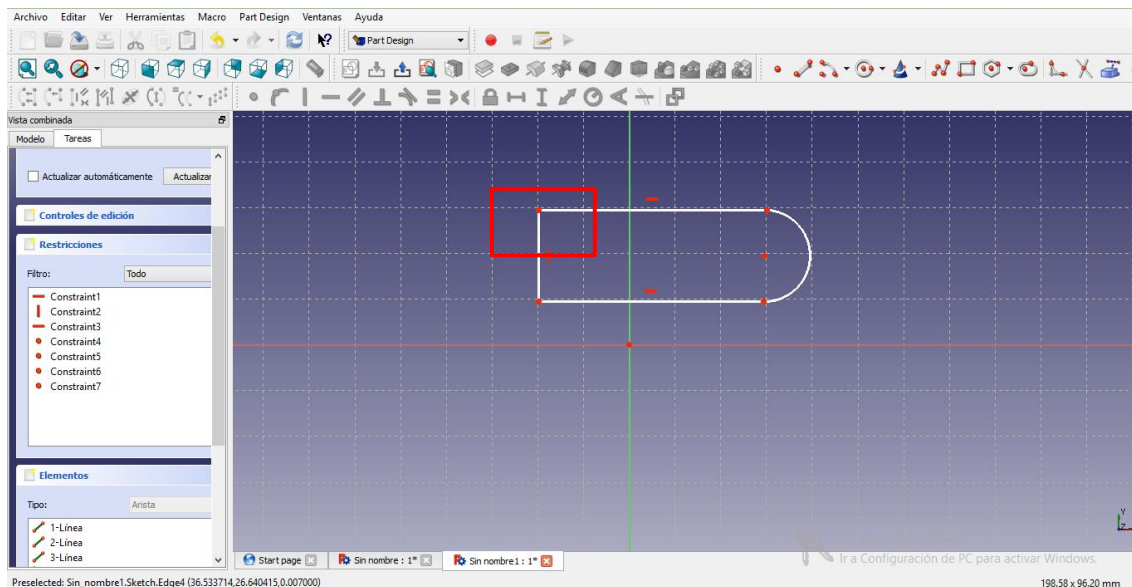 Archivo Editar Ver Herramientas Macro Part Design Ventanas Ayuda
Part Design
Vista combinada
Modelo Tareas
Actualizar automáticamente Actualizar
Controles de edición
Restricciones
Filtro: Todo
Constraint1
Constraint2
Constraint3
Constraint4
Constraint5
Constraint6
Constraint7
Elementos
Tipo: Arista
1-Línea
2-Línea
3-Línea
Y
Z
Start page Sin nombre : 1* Sin nombre1 : 1*
Ir a Configuración de PC para activar Windows.
Preselected: Sin_nombre1.Sketch.Edge4 (36.533714,26.640415,0.007000) 198.58 x 96.20 mm